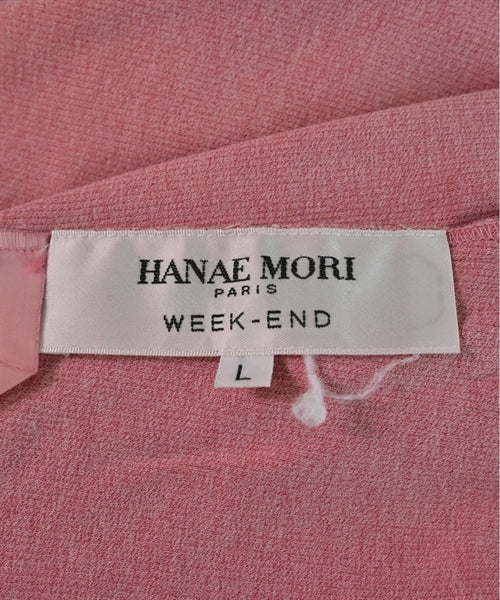 HANAE MORI
PARIS
WEEK-END
L